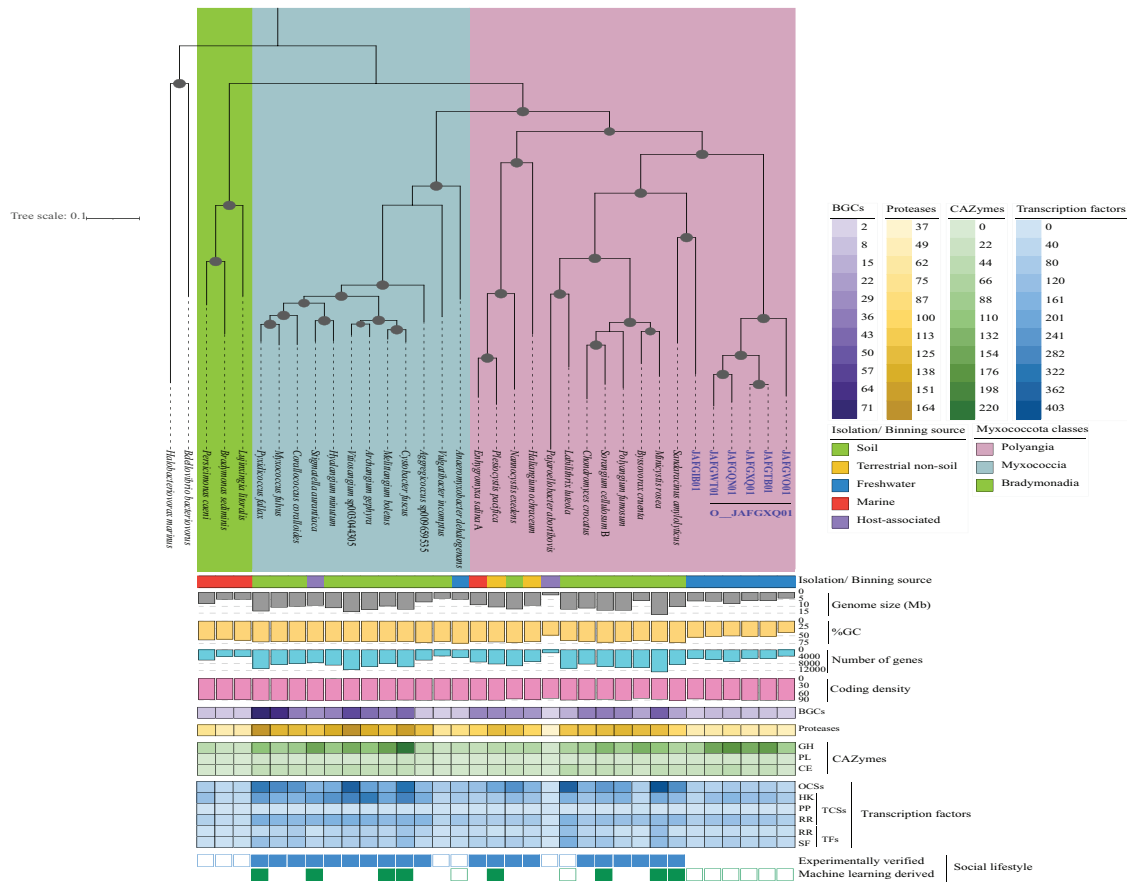 Tree scale: 0.1
Halobacteriovorax marinus
Bdellovibrio bacteriovorus
Persicimonas caeni
Bradymonas sediminis
Lujinxingia litoralis
Pyxidicoccus fallax
Myxococcus fulvus
Corallococcus coralloides
Stigmatella aurantiaca
Hyalangium minutum
Vitiosangium sp003044305
Archangium gephyra
Melittangium boletus
Cystobacter fuscus
Aggregicoccus sp009659535
Vulgatibacter incomptus
Anaeromyxobacter dehalogenans
Enhygromyxa salina A
Plesiocystis pacifica
Nannocystis exedens
Haliangium ochraceum
Pajaroellobacter abortibovis
Labilithrix luteola
Chondromyces crocatus
Sorangium cellulosum B
Polyangium fumosum
Byssovorax cruenta
Minicystis rosea
Sandaracinus amylolyticus
JAFGIB01
JAFGWT01
JAFGQN01
JAFGXQ01
JAFGTB01
JAFGVO01
O__JAFGXQ01
BGCs
2
8
15
22
29
36
43
50
57
64
71
Proteases
37
49
62
75
87
100
113
125
138
151
164
CAZymes
0
22
44
66
88
110
132
154
176
198
220
Transcription factors
0
40
80
120
161
201
241
282
322
362
403
Isolation/ Binning source
Soil
Terrestrial non-soil
Freshwater
Marine
Host-associated
Myxococcota classes
Polyangia
Myxococcia
Bradymonadia
Isolation/ Binning source
0
5
10
15
Genome size (Mb)
0
25
50
75
%GC
0
4000
8000
12000
Number of genes
0
30
60
90
Coding density
BGCs
Proteases
GH
PL
CE
CAZymes
OCSs
HK
PP
RR
TCSs
RR
SF
TFs
Transcription factors
Experimentally verified
Machine learning derived
Social lifestyle